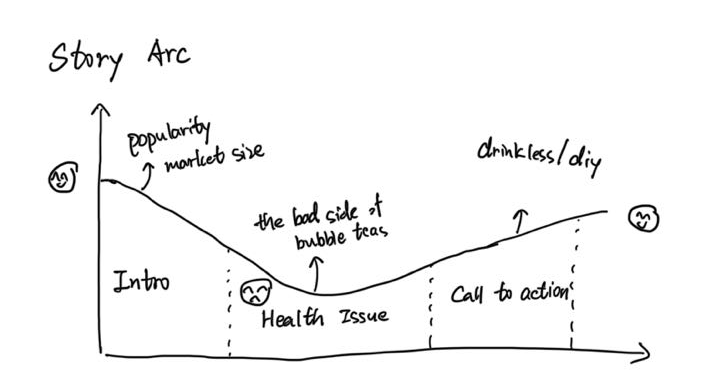 Story Arc
popularity
market size
drinkless/diy
the bad side of
bubble teas
Intro
Health Issue
Call to action